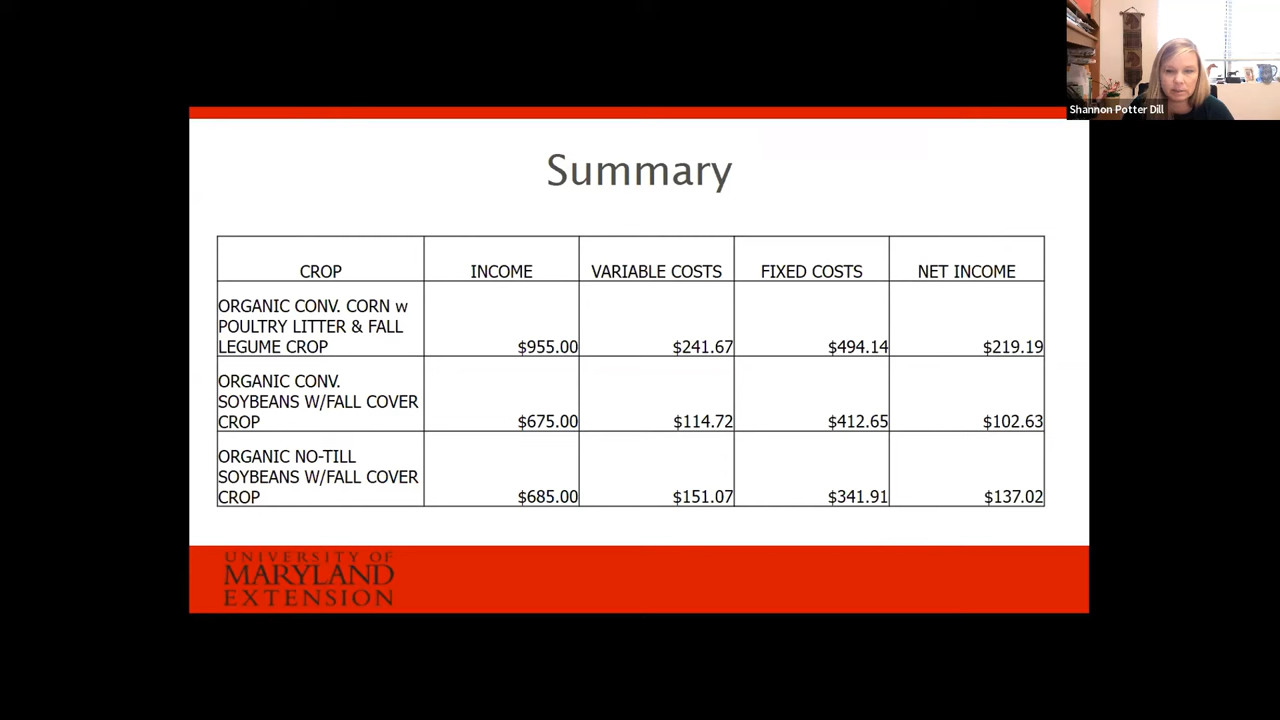 Shannon Potter Dill
Summary
CROP INCOME VARIABLE COSTS FIXED COSTS NET INCOME
ORGANIC CONV. CORN w
POULTRY LITTER & FALL
LEGUME CROP $955.00 $241.67 $494.14 $219.19
ORGANIC CONV.
SOYBEANS W/FALL COVER
CROP $675.00 $114.72 $412.65 $102.63
ORGANIC NO-TILL
SOYBEANS W/FALL COVER
CROP $685.00 $151.07 $341.91 $137.02
UNIVERSITY OF
MARYLAND
EXTENSION